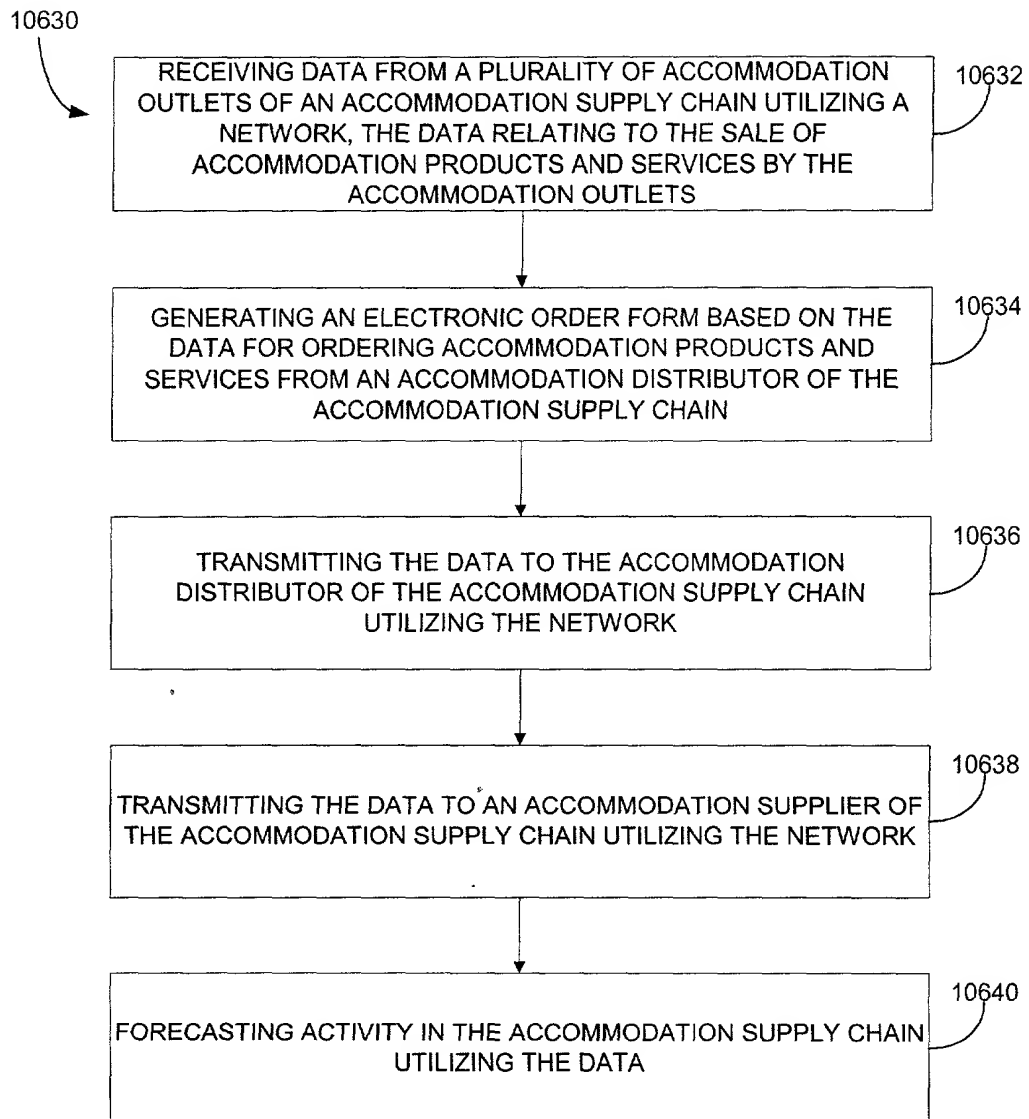 10630
RECEIVING DATA FROM A PLURALITY OF ACCOMMODATION
OUTLETS OF AN ACCOMMODATION SUPPLY CHAIN UTILIZING A
NETWORK, THE DATA RELATING TO THE SALE OF
ACCOMMODATION PRODUCTS AND SERVICES BY THE
ACCOMMODATION OUTLETS
10632
GENERATING AN ELECTRONIC ORDER FORM BASED ON THE
DATA FOR ORDERING ACCOMMODATION PRODUCTS AND
SERVICES FROM AN ACCOMMODATION DISTRIBUTOR OF THE
ACCOMMODATION SUPPLY CHAIN
10634
TRANSMITTING THE DATA TO THE ACCOMMODATION
DISTRIBUTOR OF THE ACCOMMODATION SUPPLY CHAIN
UTILIZING THE NETWORK
10636
TRANSMITTING THE DATA TO AN ACCOMMODATION SUPPLIER OF
THE ACCOMMODATION SUPPLY CHAIN UTILIZING THE NETWORK
10638
FORECASTING ACTIVITY IN THE ACCOMMODATION SUPPLY CHAIN
UTILIZING THE DATA
10640